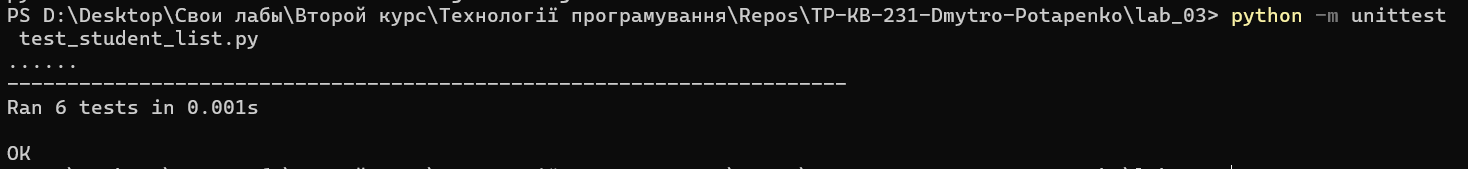 PS D:\Desktop\Свои лабы\Второй курс\Технології програмування\Repos\TP-KB-231-Dmytro-Potapenko\lab_03> python -m unittest
test_student_list.py
......
----------------------------------------------------------------------
Ran 6 tests in 0.001s
OK